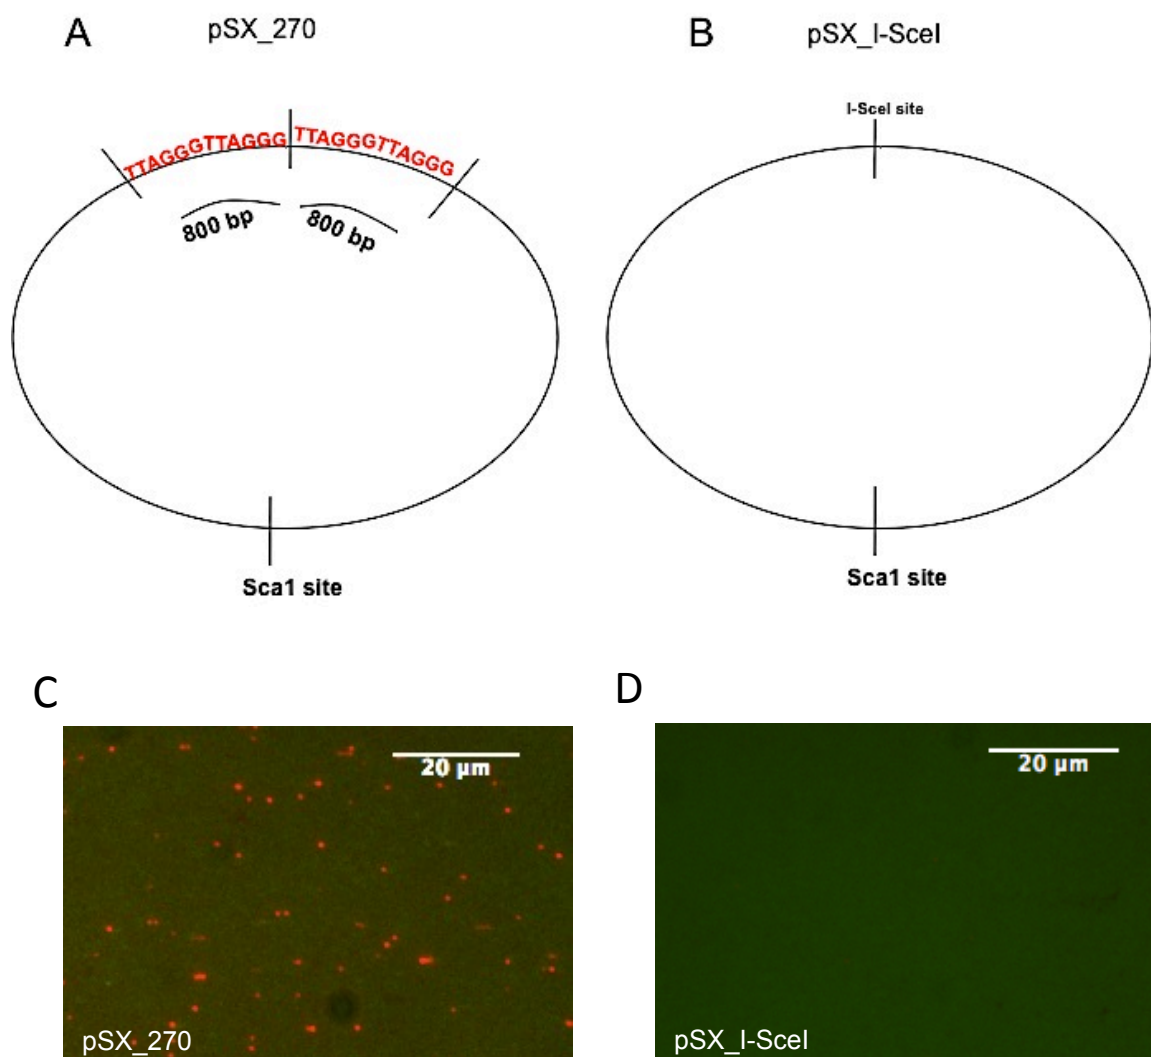 A
pSX_270
B
pSX_I-SceI
I-SceI site
TTAGGGTTAGGG TTAGGGTTAGGG
800 bp
800 bp
Sca1 site
Sca1 site
C
D
20 µm
20 µm
pSX_270
pSX_I-SceI